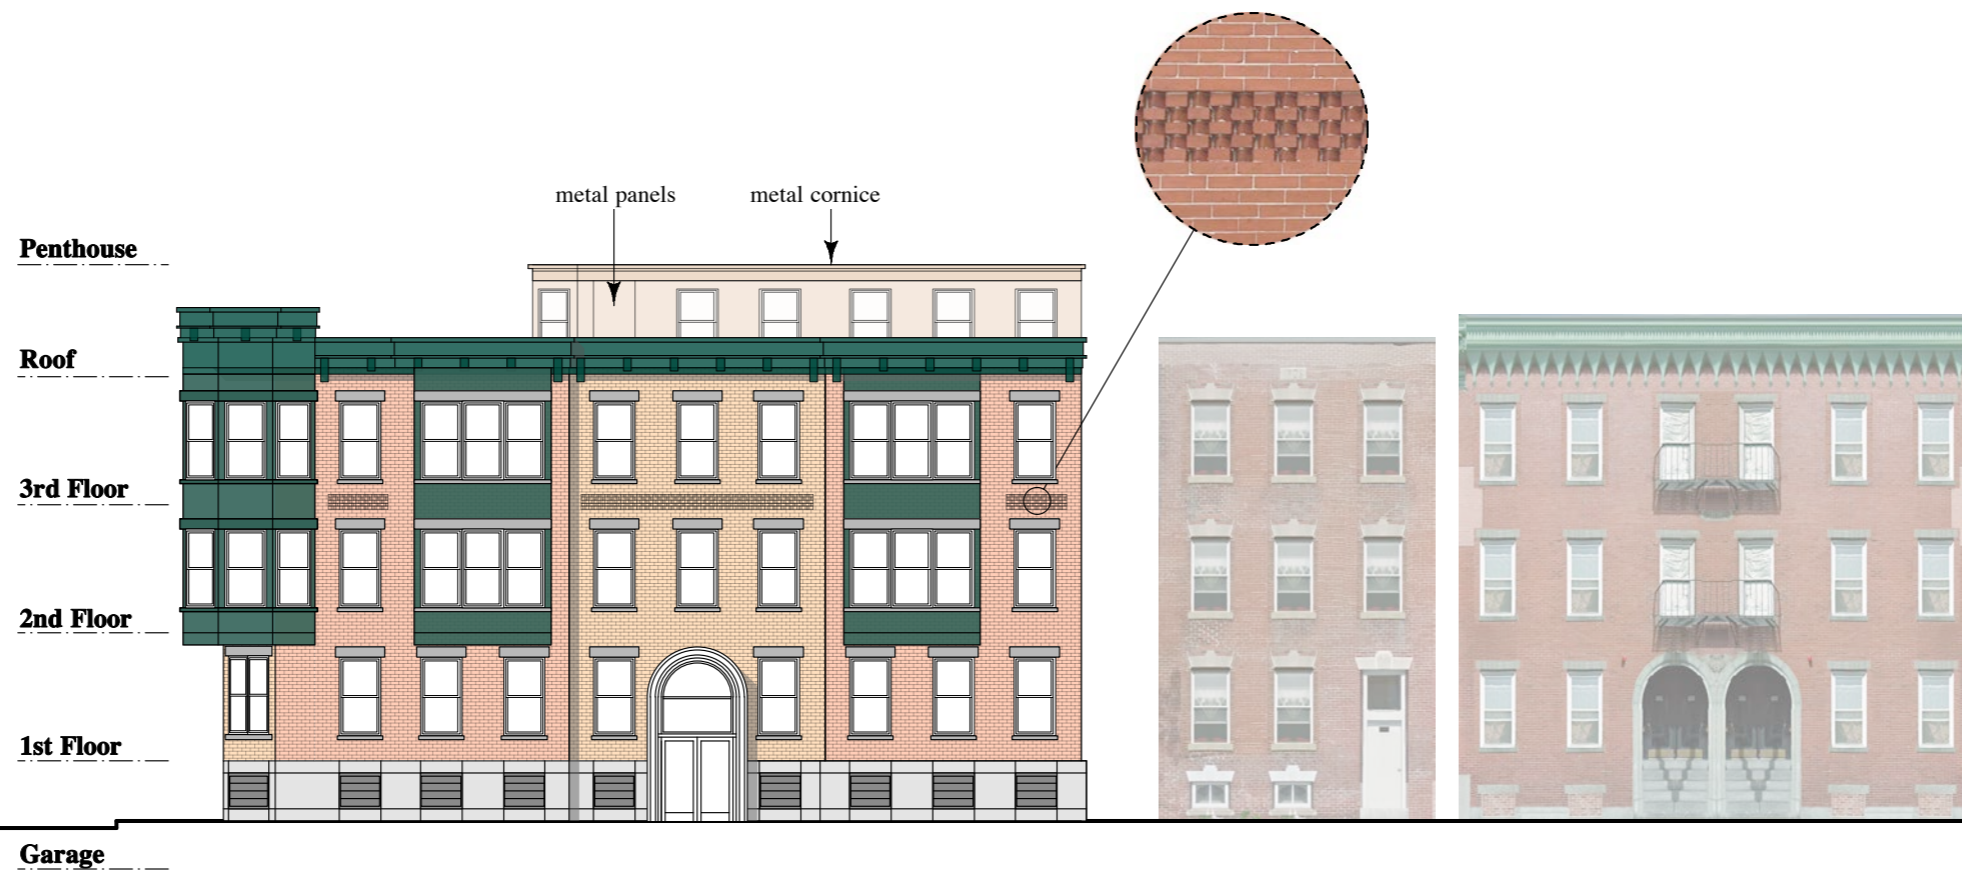 metal panels
metal cornice
Penthouse
Roof
3rd Floor
2nd Floor
1st Floor
Garage